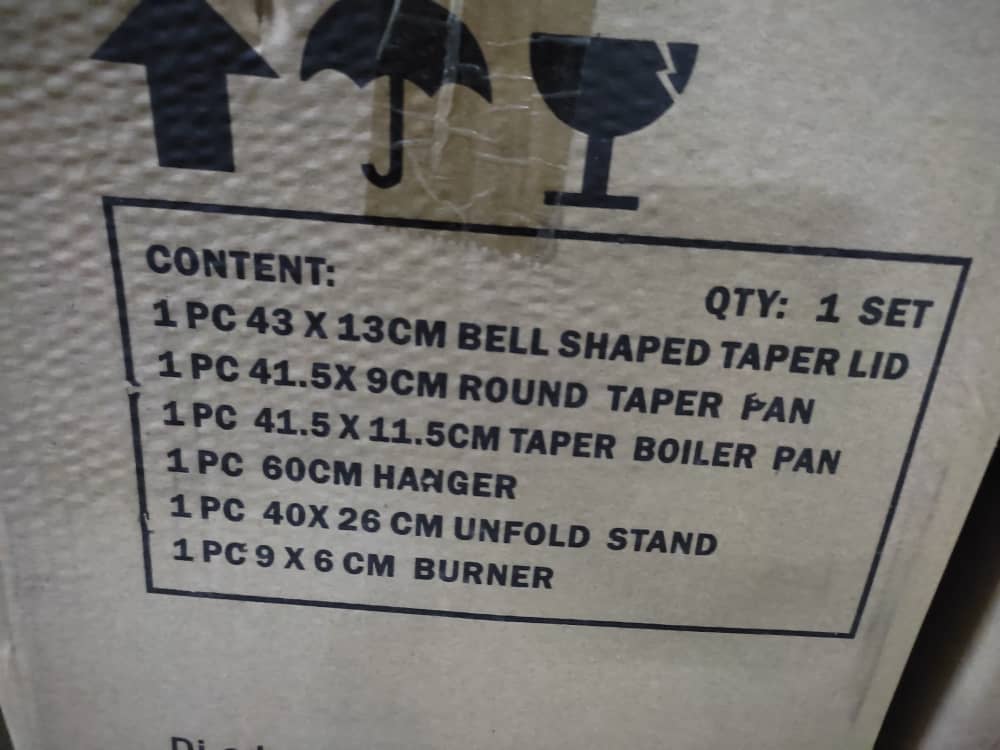 CONTENT:
QTY: 1 SET
1 PC 43 X 13CM BELL SHAPED TAPER LID
1 PC 41.5X 9CM ROUND TAPER PAN
1 PC 41.5 X 11.5CM TAPER BOILER PAN
1 PC 60CM HANGER
1 PC 40X 26 CM UNFOLD STAND
1 PC 9 X 6 CM BURNER